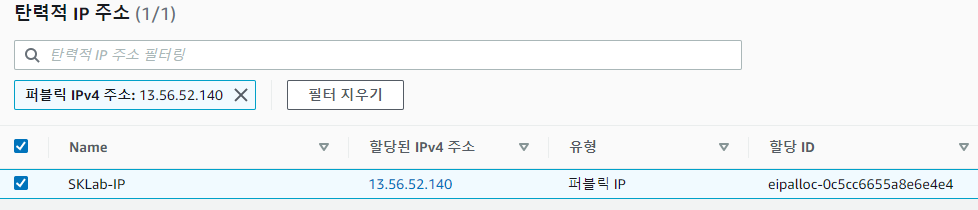 탄력적 IP 주소 (1/1)
탄력적 IP 주소 필터링
퍼블릭 IPv4 주소: 13.56.52.140
필터 지우기
Name 할당된 IPv4 주소 유형 할당 ID
SKLab-IP 13.56.52.140 퍼블릭 IP eipalloc-0c5cc6655a8e6e4e4